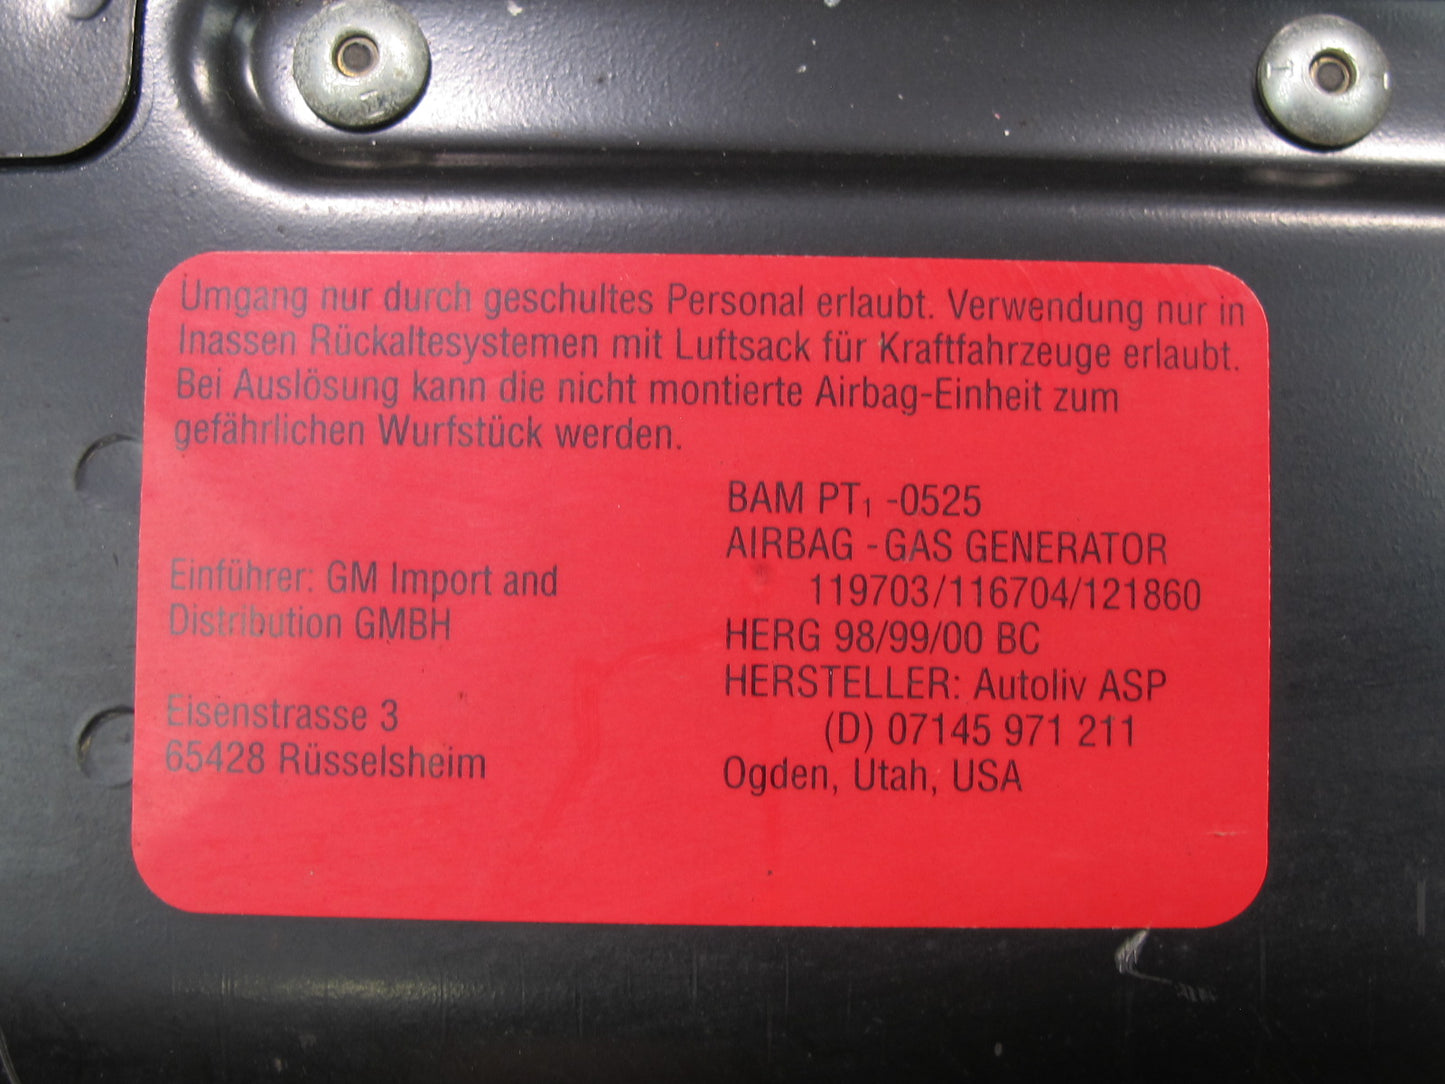 Umgang nur durch geschultes Personal erlaubt. Verwendung nur in
Inassen Rückaltesystemen mit Luftsack für Kraftfahrzeuge erlaubt.
Bei Auslösung kann die nicht montierte Airbag-Einheit zum
gefährlichen Wurfstück werden.
Einführer: GM Import and
Distribution GMBH
Eisenstrasse 3
65428 Rüsselsheim
BAM PT₁ -0525
AIRBAG - GAS GENERATOR
119703/116704/121860
HERG 98/99/00 BC
HERSTELLER: Autoliv ASP
(D) 07145 971 211
Ogden, Utah, USA